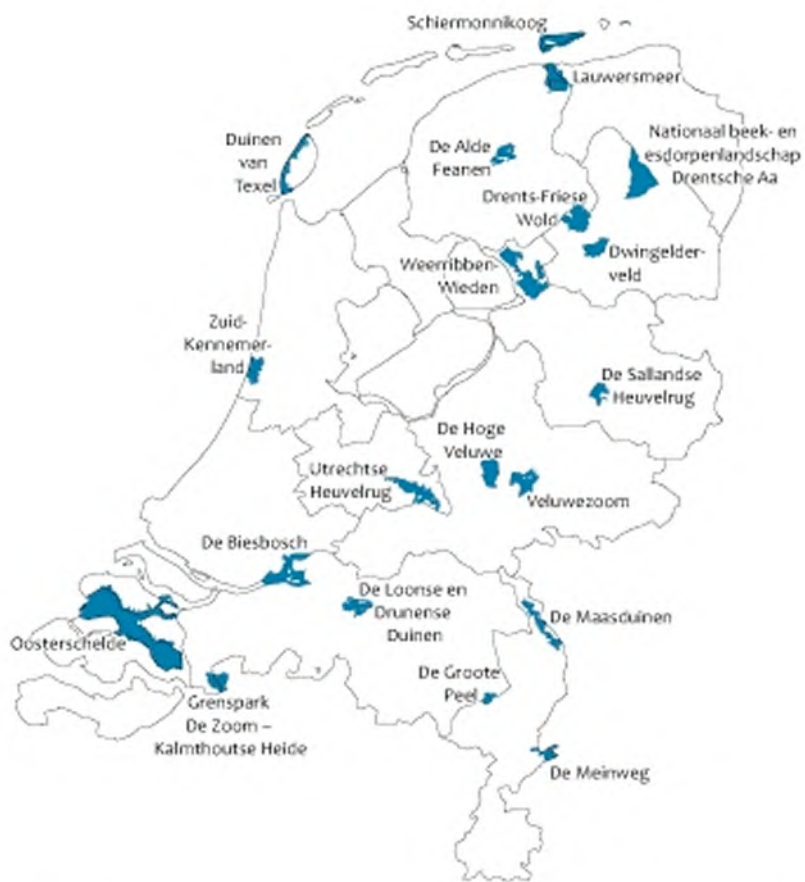 Schiermonnikoog
Lauwersmeer
Duinen
van
Texel
De Alde
Feanen
Nationaal beek- en
esdorpenlandschap
Drentsche Aa
Drents-Friese
Wold
Dwingelder-
veld
Weerribben-
Wieden
Zuid-
Kennemer-
land
De Sallandse
Heuvelrug
De Hoge
Veluwe
Utrechtse
Heuvelrug
Veluwezoom
De Biesbosch
De Loonse en
Drunense
Duinen
De Maasduinen
Oosterschelde
De Groote
Peel
Grenspark
De Zoom –
Kalmthoutse Heide
De Meinweg